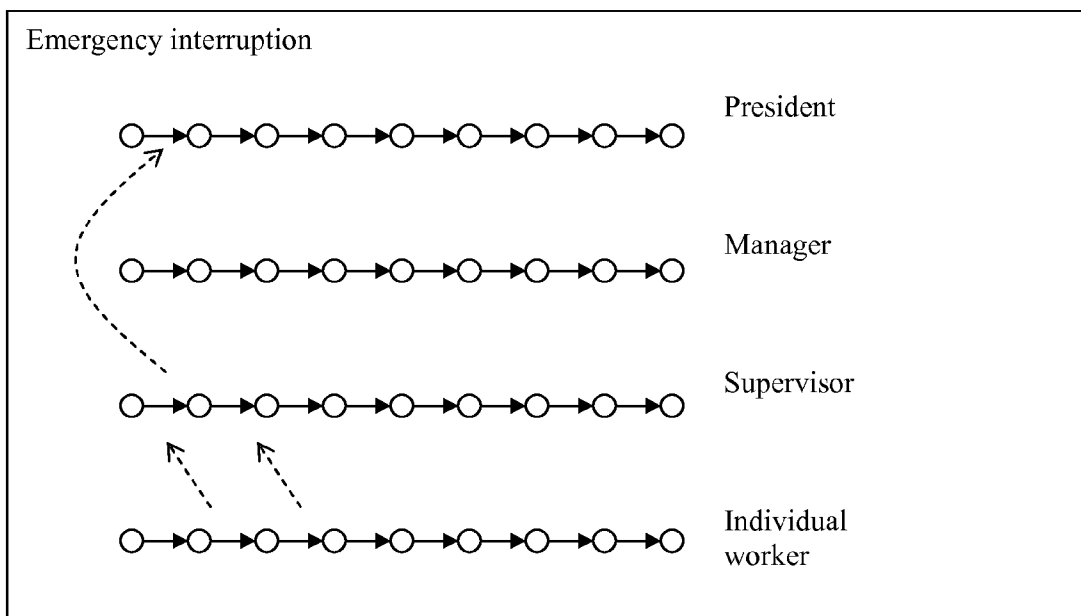 Emergency interruption
President
Manager
Supervisor
Individual
worker